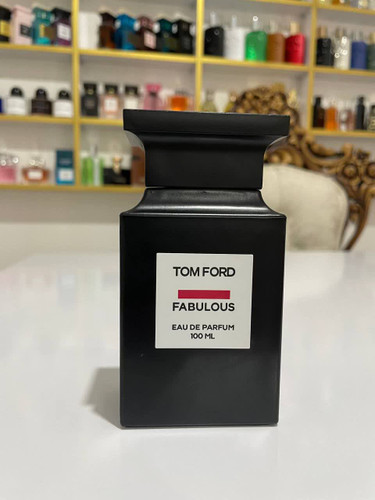 TOM FORD
FABULOUS
EAU DE PARFUM
100 ML